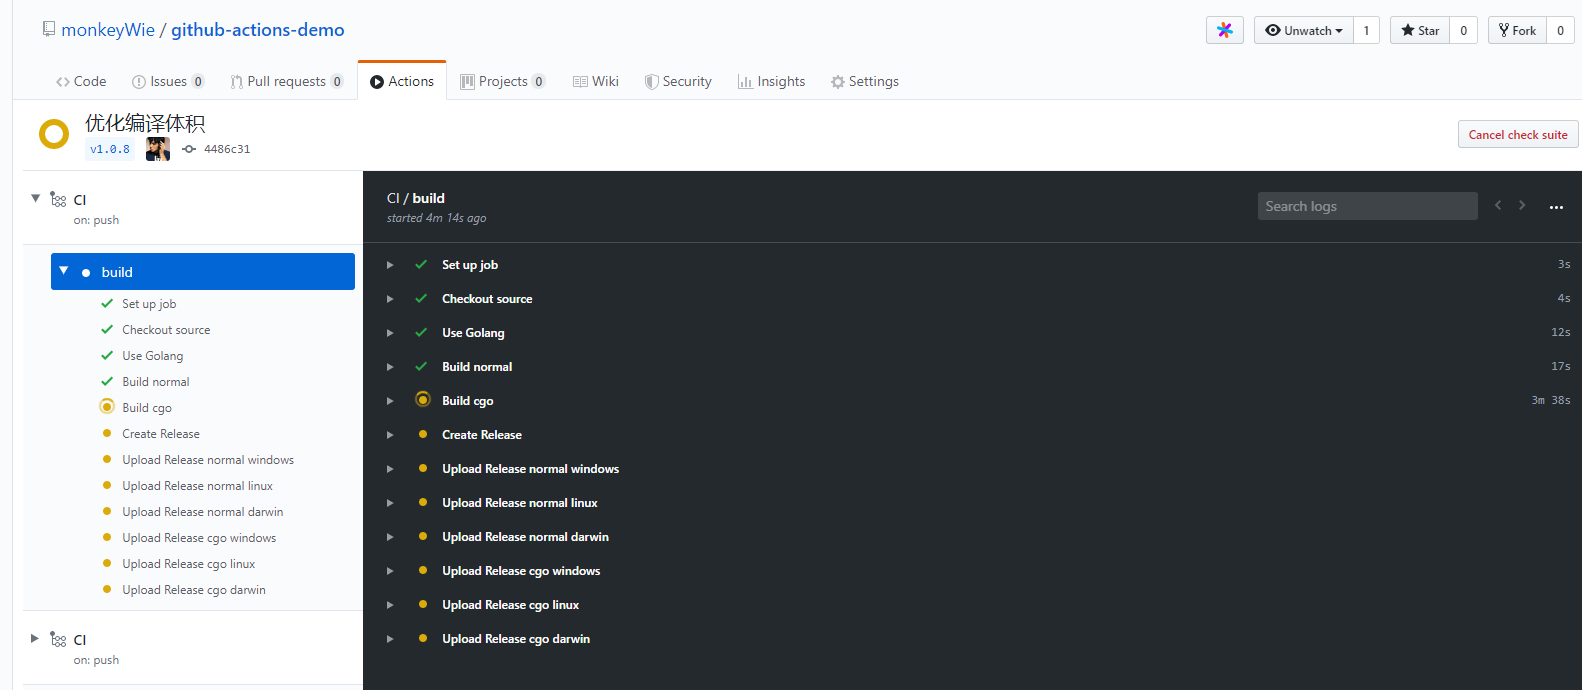 monkeyWie / github-actions-demo
Unwatch 1 Star 0 Fork 0
Code Issues 0 Pull requests 0 Actions Projects 0 Wiki Security Insights Settings
优化编译体积
v1.0.8 4486c31
Cancel check suite
CI
on: push
build
Set up job
Checkout source
Use Golang
Build normal
Build cgo
Create Release
Upload Release normal windows
Upload Release normal linux
Upload Release normal darwin
Upload Release cgo windows
Upload Release cgo linux
Upload Release cgo darwin
CI
on: push
CI / build
started 4m 14s ago
Search logs
Set up job 3s
Checkout source 4s
Use Golang 12s
Build normal 17s
Build cgo 3m 38s
Create Release
Upload Release normal windows
Upload Release normal linux
Upload Release normal darwin
Upload Release cgo windows
Upload Release cgo linux
Upload Release cgo darwin